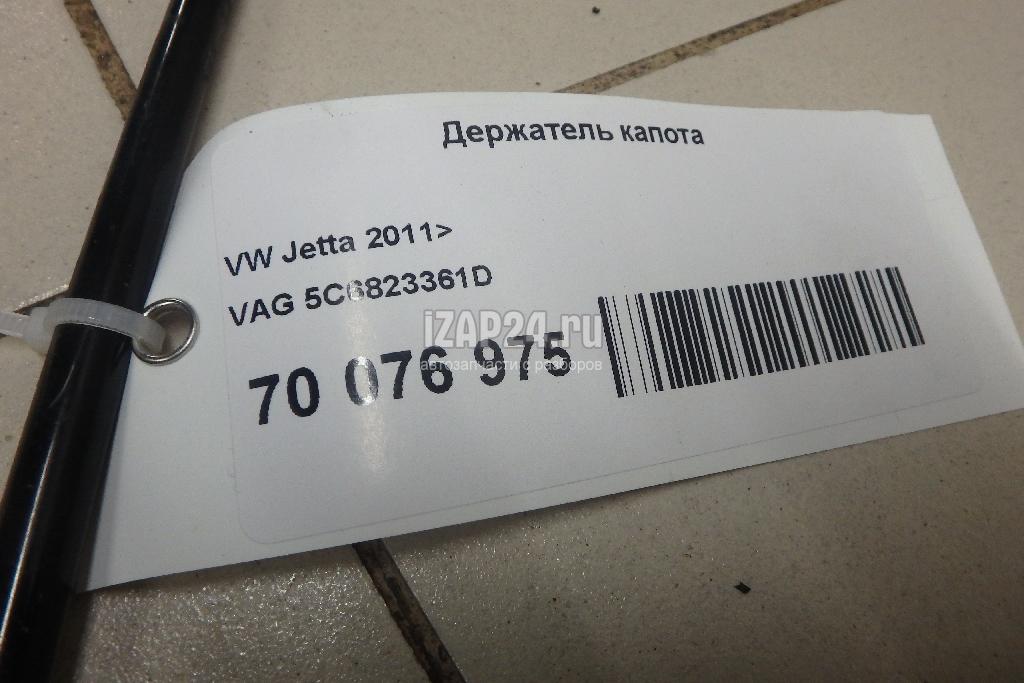 Держатель капота
VW Jetta 2011>
VAG 5C6823361D
iZAP24.ru
автозапчасти с разборов
70 076 975